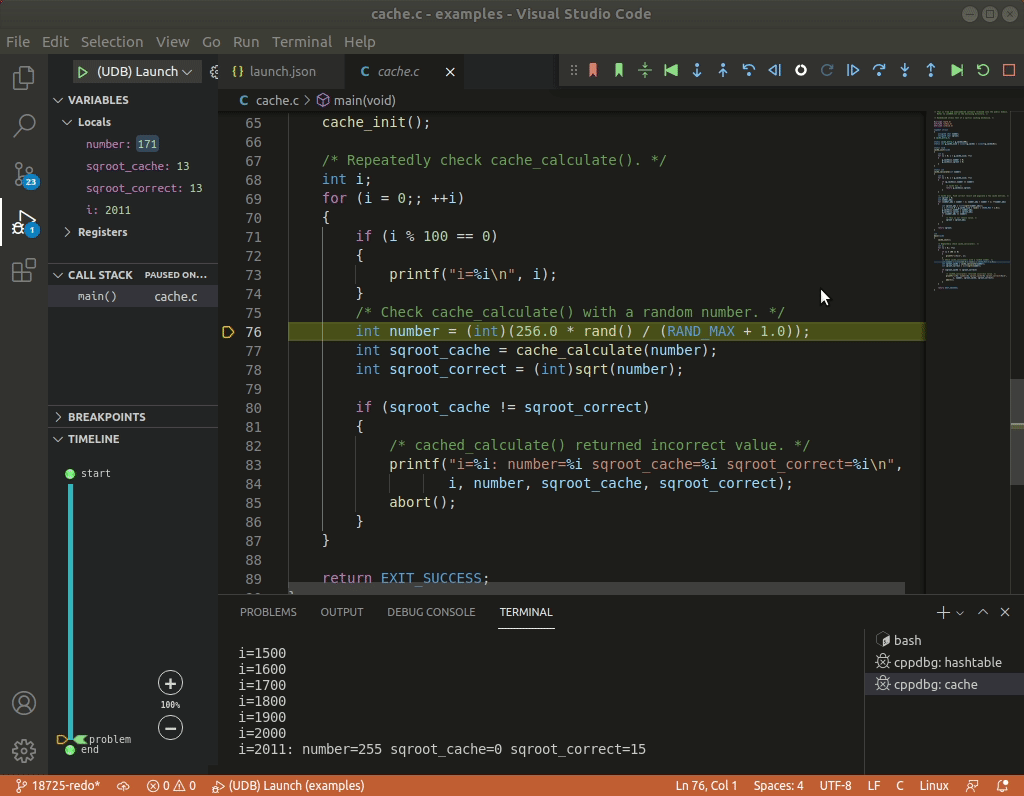 cache.c - examples - Visual Studio Code
File Edit Selection View Go Run Terminal Help
(UDB) Launch
{} launch.json
C cache.c
C cache.c > main(void)
VARIABLES
Locals
number: 171
sqroot_cache: 13
sqroot_correct: 13
i: 2011
Registers
CALL STACK PAUSED ON...
main() cache.c
BREAKPOINTS
TIMELINE
start
100%
problem
end
23
1
65 cache_init();
66
67 /* Repeatedly check cache_calculate(). */
68 int i;
69 for (i = 0;; ++i)
70 {
71 if (i % 100 == 0)
72 {
73 printf("i=%i\n", i);
74 }
75 /* Check cache_calculate() with a random number. */
76 int number = (int)(256.0 * rand() / (RAND_MAX + 1.0));
77 int sqroot_cache = cache_calculate(number);
78 int sqroot_correct = (int)sqrt(number);
79
80 if (sqroot_cache != sqroot_correct)
81 {
82 /* cached_calculate() returned incorrect value. */
83 printf("i=%i: number=%i sqroot_cache=%i sqroot_correct=%i\n",
84 i, number, sqroot_cache, sqroot_correct);
85 abort();
86 }
87 }
88
89 return EXIT_SUCCESS;
PROBLEMS OUTPUT DEBUG CONSOLE TERMINAL
i=1500
i=1600
i=1700
i=1800
i=1900
i=2000
i=2011: number=255 sqroot_cache=0 sqroot_correct=15
bash
cppdbg: hashtable
cppdbg: cache
18725-redo* 0 0 (UDB) Launch (examples) Ln 76, Col 1 Spaces: 4 UTF-8 LF C Linux